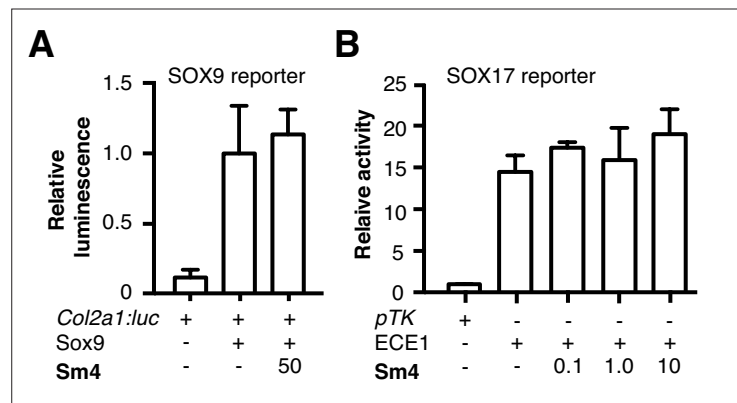 A
SOX9 reporter
Relative
luminescence
1.5
1.0
0.5
0
Col2a1:luc + + +
Sox9 - + +
Sm4 - - 50
B
SOX17 reporter
Relaive activity
25
20
15
10
5
0
pTK + - - - -
ECE1 - + + + +
Sm4 - - 0.1 1.0 10